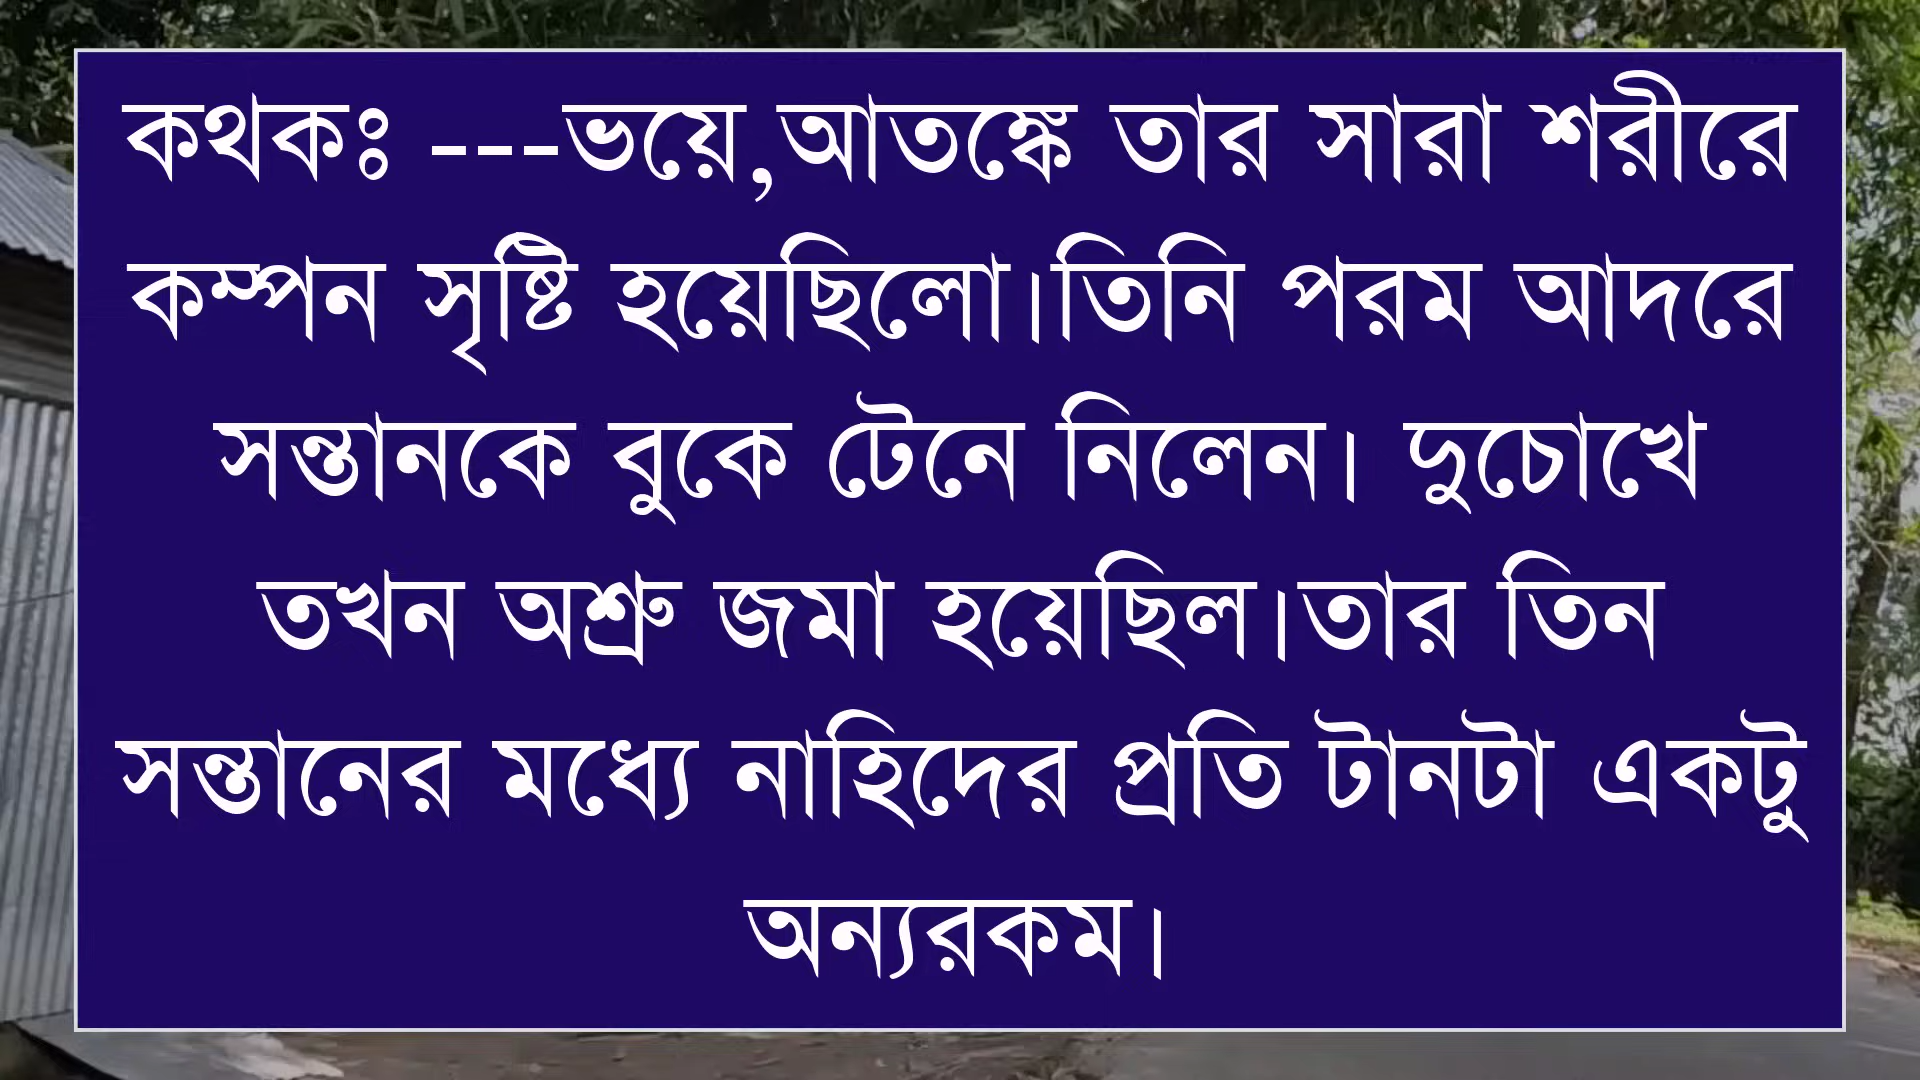 কথকঃ ---ভয়ে,আতঙ্কে তার সারা শরীরে
কম্পন সৃষ্টি হয়েছিলো।তিনি পরম আদরে
সন্তানকে বুকে টেনে নিলেন। দুচোখে
তখন অশ্রু জমা হয়েছিল।তার তিন
সন্তানের মধ্যে নাহিদের প্রতি টানটা একটু
অন্যরকম।